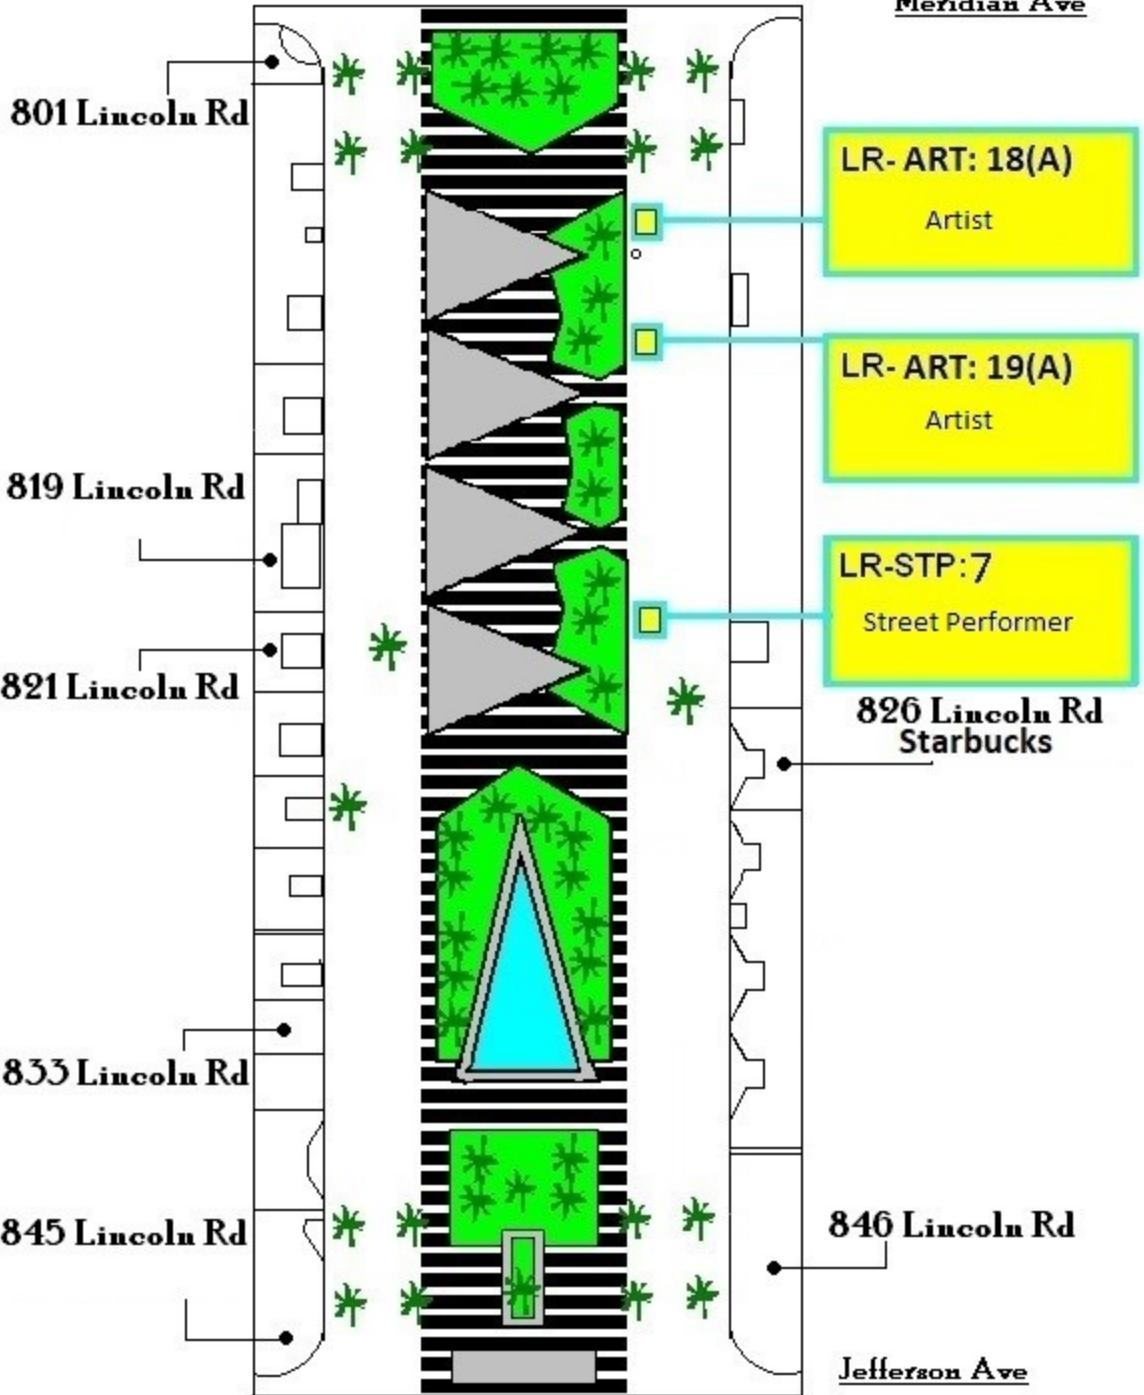 Meridian Ave
801 Lincoln Rd
LR- ART: 18(A)
Artist
LR- ART: 19(A)
Artist
819 Lincoln Rd
LR-STP:7
Street Performer
821 Lincoln Rd
826 Lincoln Rd
Starbucks
833 Lincoln Rd
845 Lincoln Rd
846 Lincoln Rd
Jefferson Ave